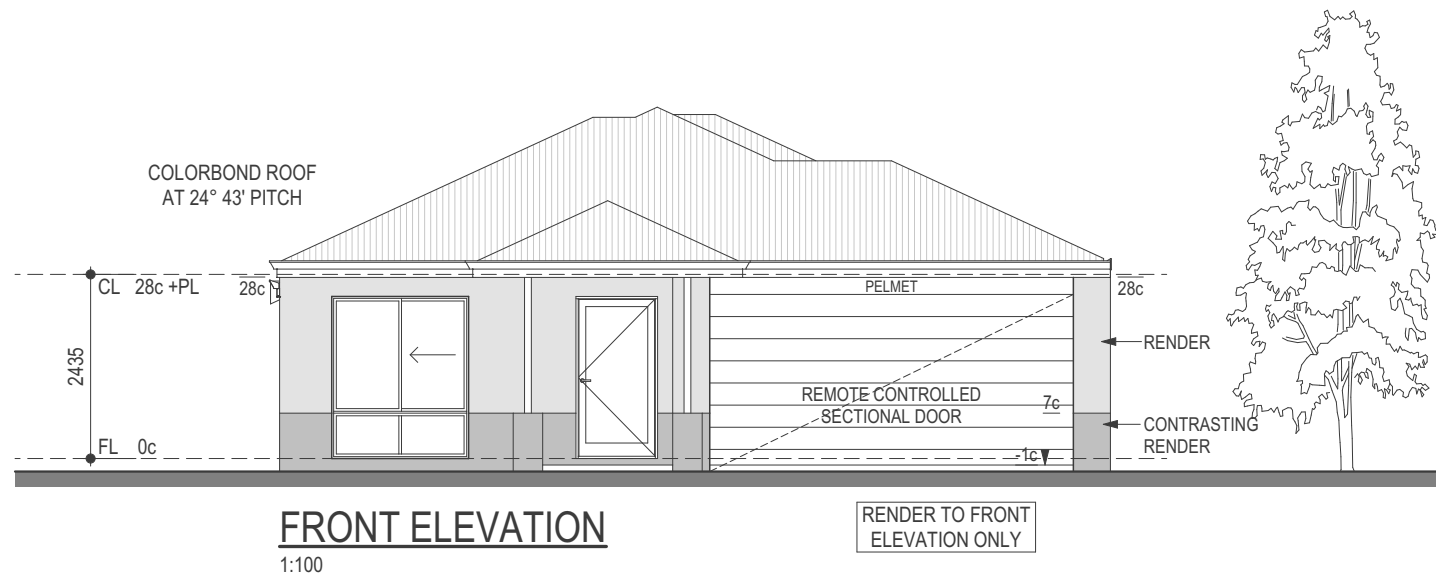 COLORBOND ROOF
AT 24° 43' PITCH
CL 28c +PL
28c
PELMET
28c
2435
RENDER
REMOTE CONTROLLED
SECTIONAL DOOR
7c
CONTRASTING
RENDER
FL 0c
-1c
FRONT ELEVATION
1:100
RENDER TO FRONT
ELEVATION ONLY